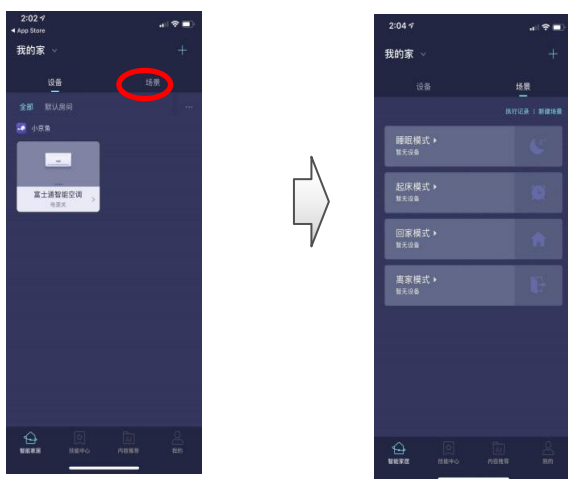 2:02
App Store
我的家
设备
场景
全部 默认房间
小京鱼
富士通智能空调
电源关
智能家居 技能中心 内容推荐 我的
2:04
我的家
设备
场景
执行记录 | 新建场景
睡眠模式
暂无设备
起床模式
暂无设备
回家模式
暂无设备
离家模式
暂无设备
智能家居 技能中心 内容推荐 我的